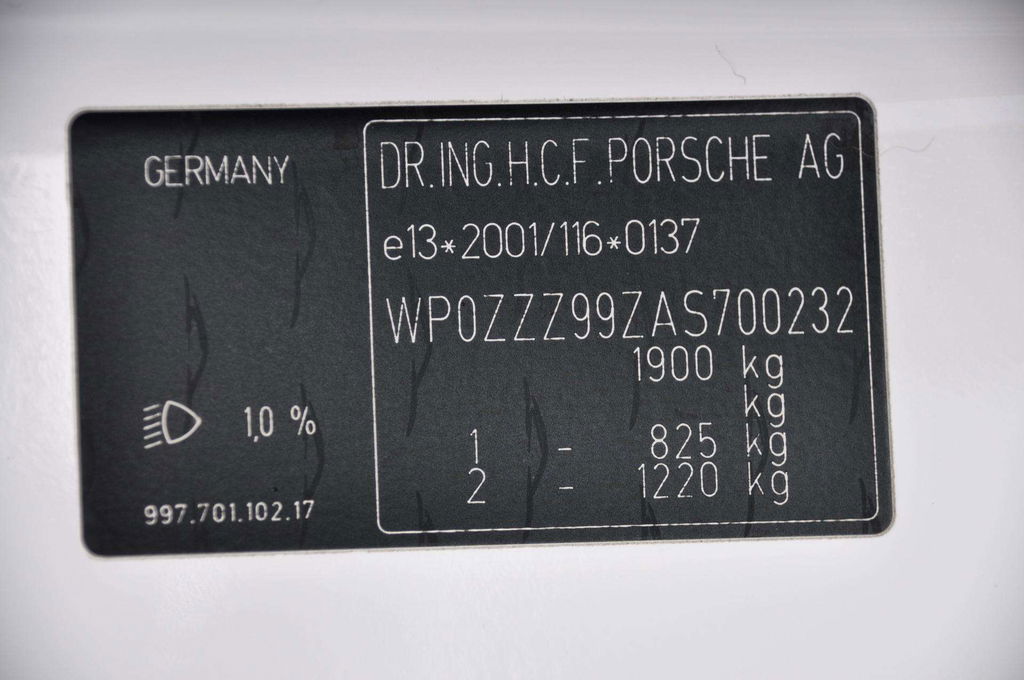 GERMANY
1,0 %
997.701.102.17
DR.ING.H.C.F.PORSCHE AG
e13*2001/116*0137
WP0ZZZ99ZAS700232
1900 kg
kg
1 - 825 kg
2 - 1220 kg